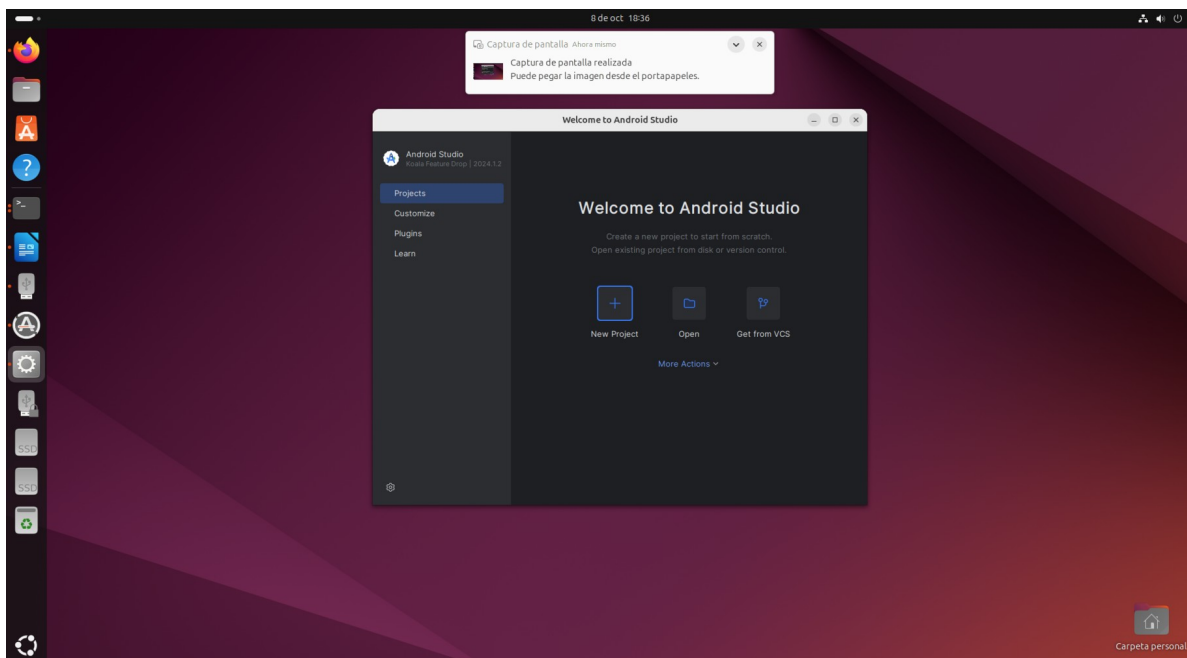 8 de oct 18:36
Captura de pantalla Ahora mismo
Captura de pantalla realizada
Puede pegar la imagen desde el portapapeles.
Welcome to Android Studio
Android Studio
Koala Feature Drop | 2024.1.2
Projects
Customize
Plugins
Learn
Welcome to Android Studio
Create a new project to start from scratch.
Open existing project from disk or version control.
New Project
Open
Get from VCS
More Actions
SSD
SSD
Carpeta personal